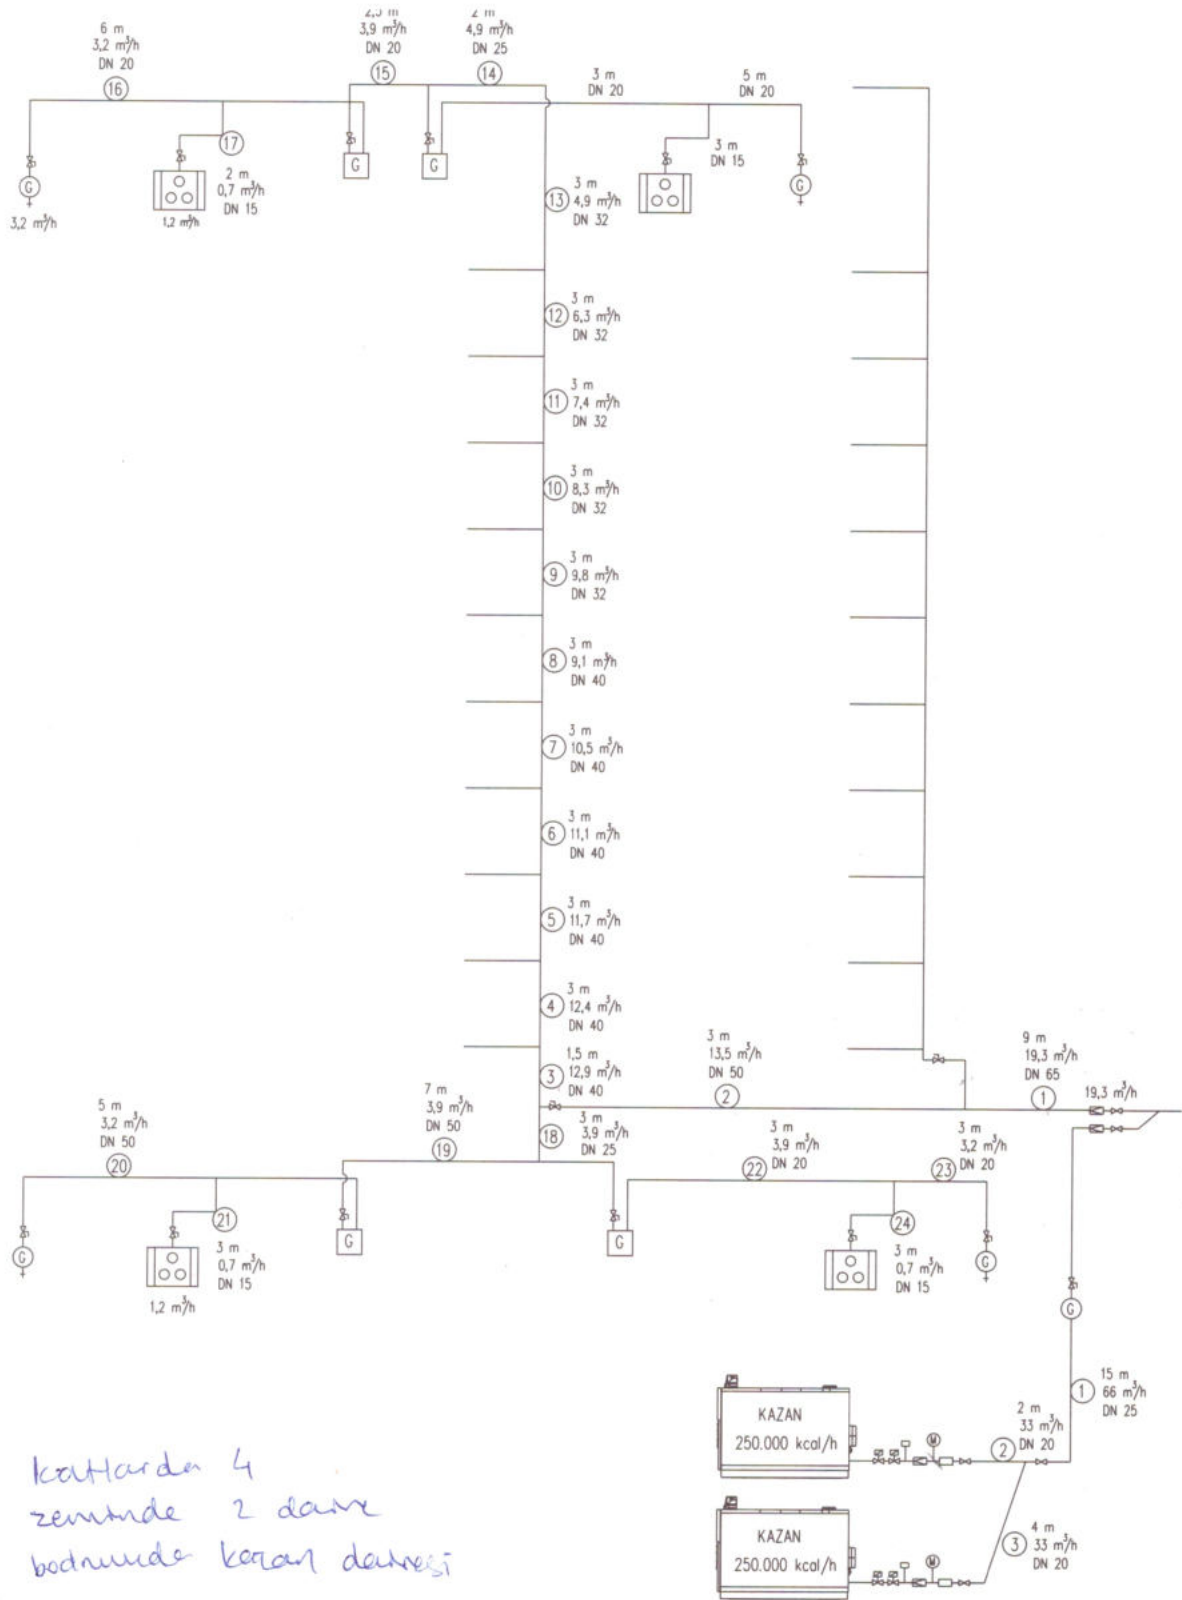 6 m
3,2 m³/h
DN 20
16
2,5 m
3,9 m³/h
DN 20
15
2 m
4,9 m³/h
DN 25
14
3 m
DN 20
5 m
DN 20
17
2 m
0,7 m³/h
DN 15
G
G
G
3,2 m³/h
1,2 m³/h
3 m
DN 15
G
13
3 m
4,9 m³/h
DN 32
12
3 m
6,3 m³/h
DN 32
11
3 m
7,4 m³/h
DN 32
10
3 m
8,3 m³/h
DN 32
9
3 m
9,8 m³/h
DN 32
8
3 m
9,1 m³/h
DN 40
7
3 m
10,5 m³/h
DN 40
6
3 m
11,1 m³/h
DN 40
5
3 m
11,7 m³/h
DN 40
4
3 m
12,4 m³/h
DN 40
3
1,5 m
12,9 m³/h
DN 40
3 m
13,5 m³/h
DN 50
2
9 m
19,3 m³/h
DN 65
1
19,3 m³/h
5 m
3,2 m³/h
DN 50
20
7 m
3,9 m³/h
DN 50
19
18
3 m
3,9 m³/h
DN 25
3 m
3,9 m³/h
DN 20
22
3 m
3,2 m³/h
DN 20
23
21
3 m
0,7 m³/h
DN 15
G
G
G
1,2 m³/h
24
3 m
0,7 m³/h
DN 15
G
G
1
15 m
66 m³/h
DN 25
2 m
33 m³/h
DN 20
2
KAZAN
250.000 kcal/h
M
3
4 m
33 m³/h
DN 20
KAZAN
250.000 kcal/h
M
katlarda 4
zeminde 2 daire
bodrumda kazan dairesi